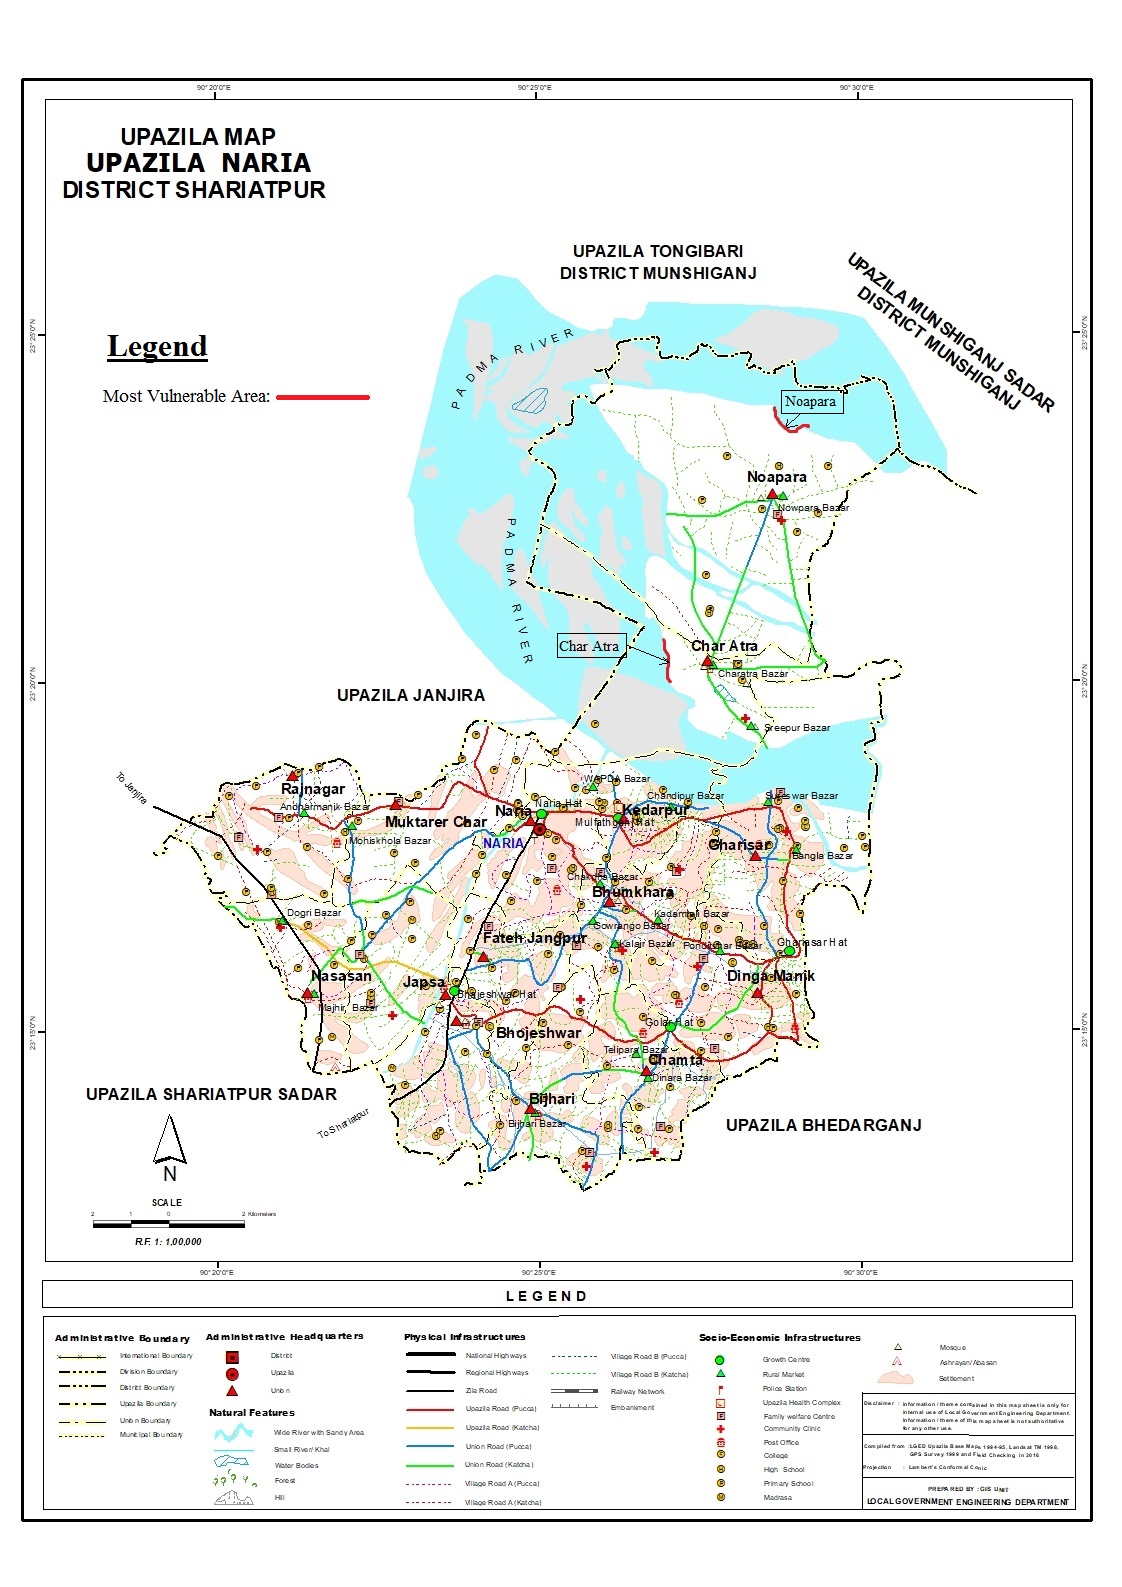 90° 20'0"E
90° 25'0"E
90° 30'0"E
UPAZILA MAP
UPAZILA NARIA
DISTRICT SHARIATPUR
UPAZILA TONGIBARI
DISTRICT MUNSHIGANJ
UPAZILA MUNSHIGANJ SADAR
DISTRICT MUNSHIGANJ
23° 25'0"N
23° 25'0"N
Legend
Most Vulnerable Area:
PADMA RIVER
Noapara
Noapara
Nowpara Bazar
PADMA RIVER
Char Atra
Char Atra
Charatra Bazar
23° 20'0"N
23° 20'0"N
UPAZILA JANJIRA
Sreepur Bazar
To Janjira
WAPDA Bazar
Rajnagar
Chandipur Bazar
Sureswar Bazar
Andharmanik Bazar
Naria Hat
Naria
Kedarpur
Muktarer Char
Mulfathganj Hat
Mohiskhola Bazar
NARIA
Gharisar
Bangla Bazar
Chakdha Bazar
Bhumkhara
Dogri Bazar
Kadamtali Bazar
Gowrango Bazar
Fateh Jangpur
Kalair Bazar
Gharisar Hat
Nasasan
Japsa
Dinga Manik
Bhojeshwar Hat
Majhir Bazar
Golar Hat
Bhojeshwar
23° 15'0"N
23° 15'0"N
Telipara Bazar
Chamta
Dinara Bazar
UPAZILA SHARIATPUR SADAR
Bijhari
Bijhari Bazar
To Shariatpur
UPAZILA BHEDARGANJ
N
SCALE
2 1 0 2 Kilometers
R.F. 1: 1,00,000
90° 20'0"E
90° 25'0"E
90° 30'0"E
LEGEND
Administrative Boundary
International Boundary
Division Boundary
District Boundary
Upazila Boundary
Union Boundary
Municipal Boundary
Administrative Headquarters
District
Upazila
Union
Natural Features
Wide River with Sandy Area
Small River/ Khal
Water Bodies
Forest
Hill
Physical Infrastructures
National Highways
Regional Highways
Zila Road
Upazila Road (Pucca)
Upazila Road (Katcha)
Union Road (Pucca)
Union Road (Katcha)
Village Road A (Pucca)
Village Road A (Katcha)
Village Road B (Pucca)
Village Road B (Katcha)
Railway Network
Embankment
Socio-Economic Infrastructures
Growth Centre
Rural Market
Police Station
Upazila Health Complex
Family welfare Centre
Community Clinic
Post Office
College
High School
Primary School
Madrasa
Mosque
Ashrayan/Abasan
Settlement
Disclaimer : Information / theme contained in this map sheet is only for
internal use of Local Government Engineering Department.
Information / theme of this map sheet is not authoritative
for any other use.
Compiled from : LGED Upazila Base Maps 1994-95, Landsat TM 1998,
GPS Survey 1999 and Field Checking in 2016
Projection : Lambert's Conformal Conic
PREPARED BY : GIS UNIT
LOCAL GOVERNMENT ENGINEERING DEPARTMENT